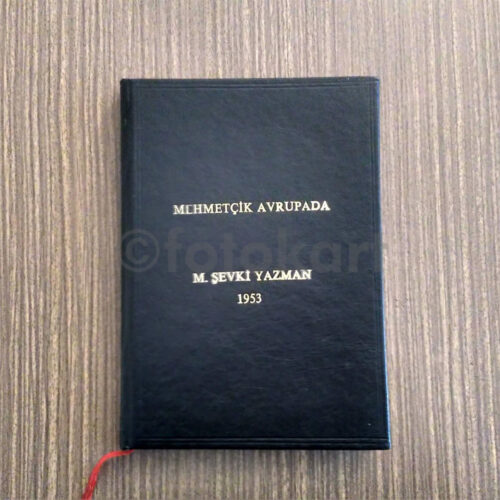 MEHMETÇİK AVRUPADA
©fotokart
M. ŞEVKİ YAZMAN
1953